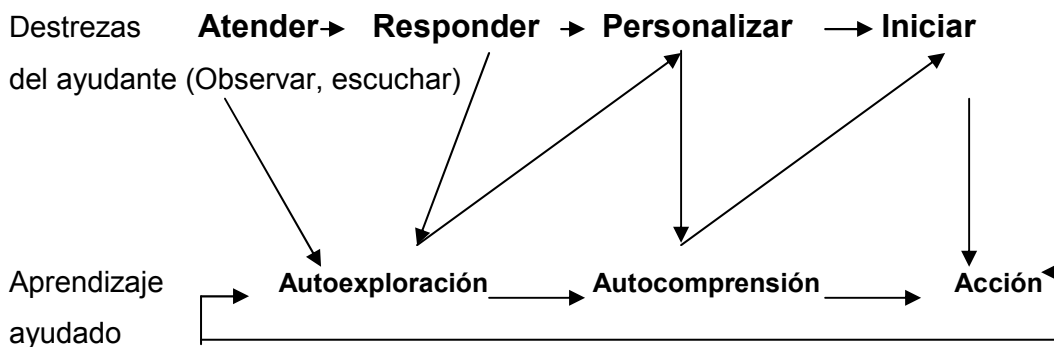 Destrezas Atender Responder Personalizar Iniciar
del ayudante (Observar, escuchar)
Aprendizaje Autoexploración Autocomprensión Acción
ayudado